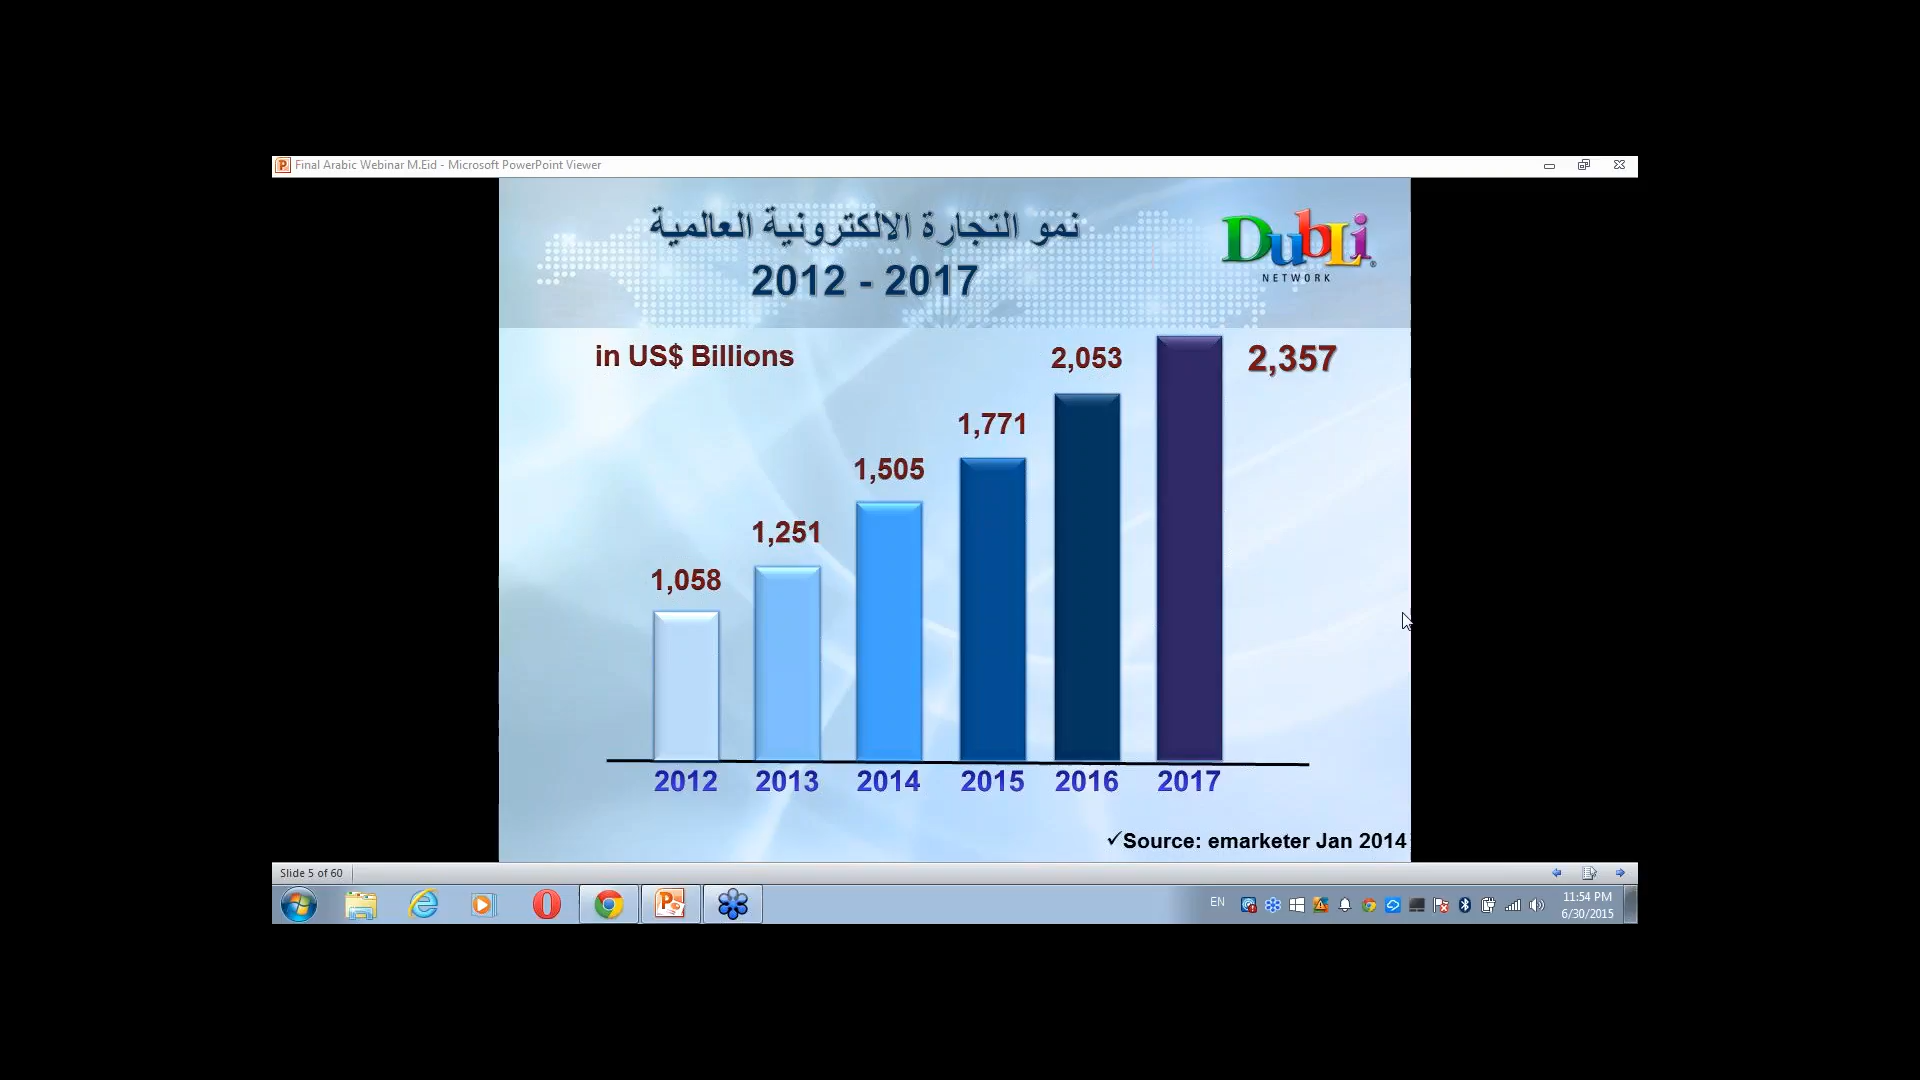 Final Arabic Webinar M.Eid - Microsoft PowerPoint Viewer
نمو التجارة الالكترونية العالمية
2012 - 2017
DubLi®
NETWORK
in US$ Billions
1,058
1,251
1,505
1,771
2,053
2,357
2012 2013 2014 2015 2016 2017
✓Source: emarketer Jan 2014
Slide 5 of 60
EN
11:54 PM
6/30/2015